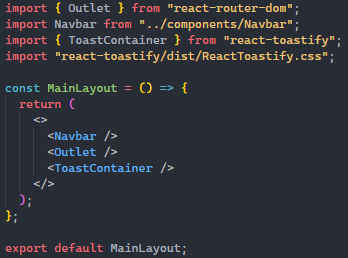 import { Outlet } from "react-router-dom";
import Navbar from "../components/Navbar";
import { ToastContainer } from "react-toastify";
import "react-toastify/dist/ReactToastify.css";

const MainLayout = () => {
  return (
    <>
      <Navbar />
      <Outlet />
      <ToastContainer />
    </>
  );
};

export default MainLayout;